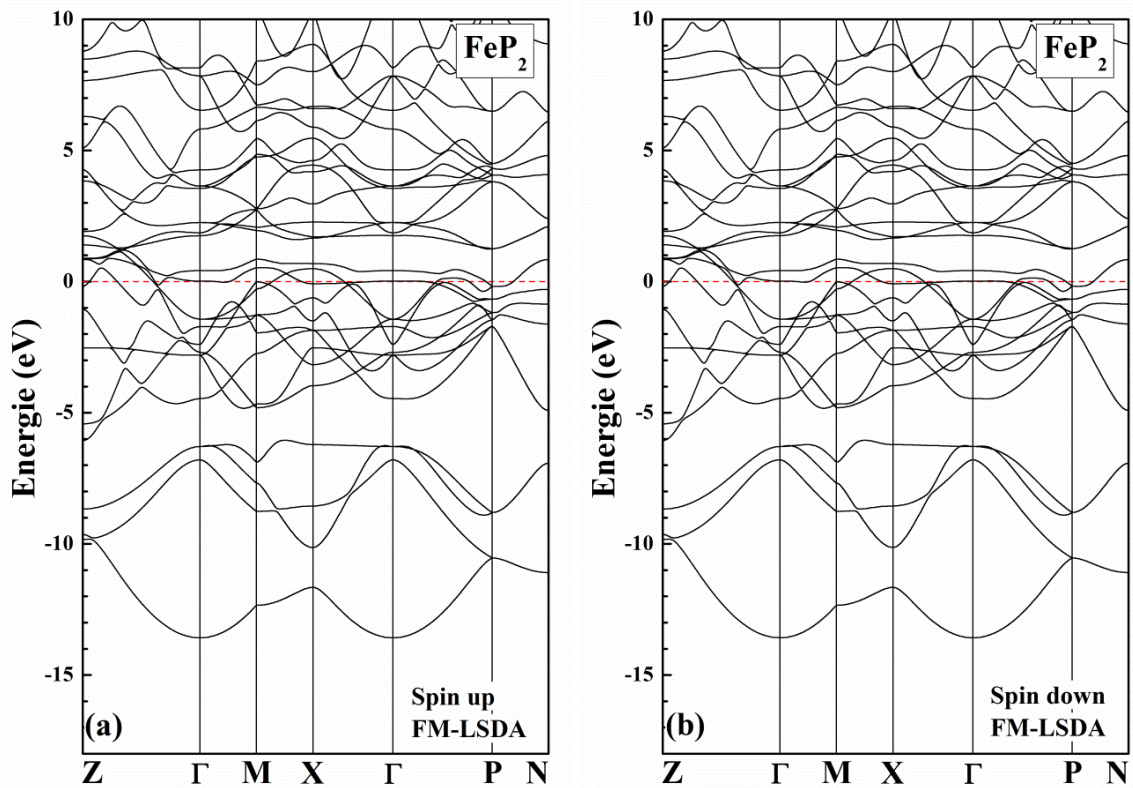 10
5
0
-5
-10
-15
Energie (eV)
FeP2
(a)
Spin up
FM-LSDA
Z Γ M X Γ P N
10
5
0
-5
-10
-15
Energie (eV)
FeP2
(b)
Spin down
FM-LSDA
Z Γ M X Γ P N